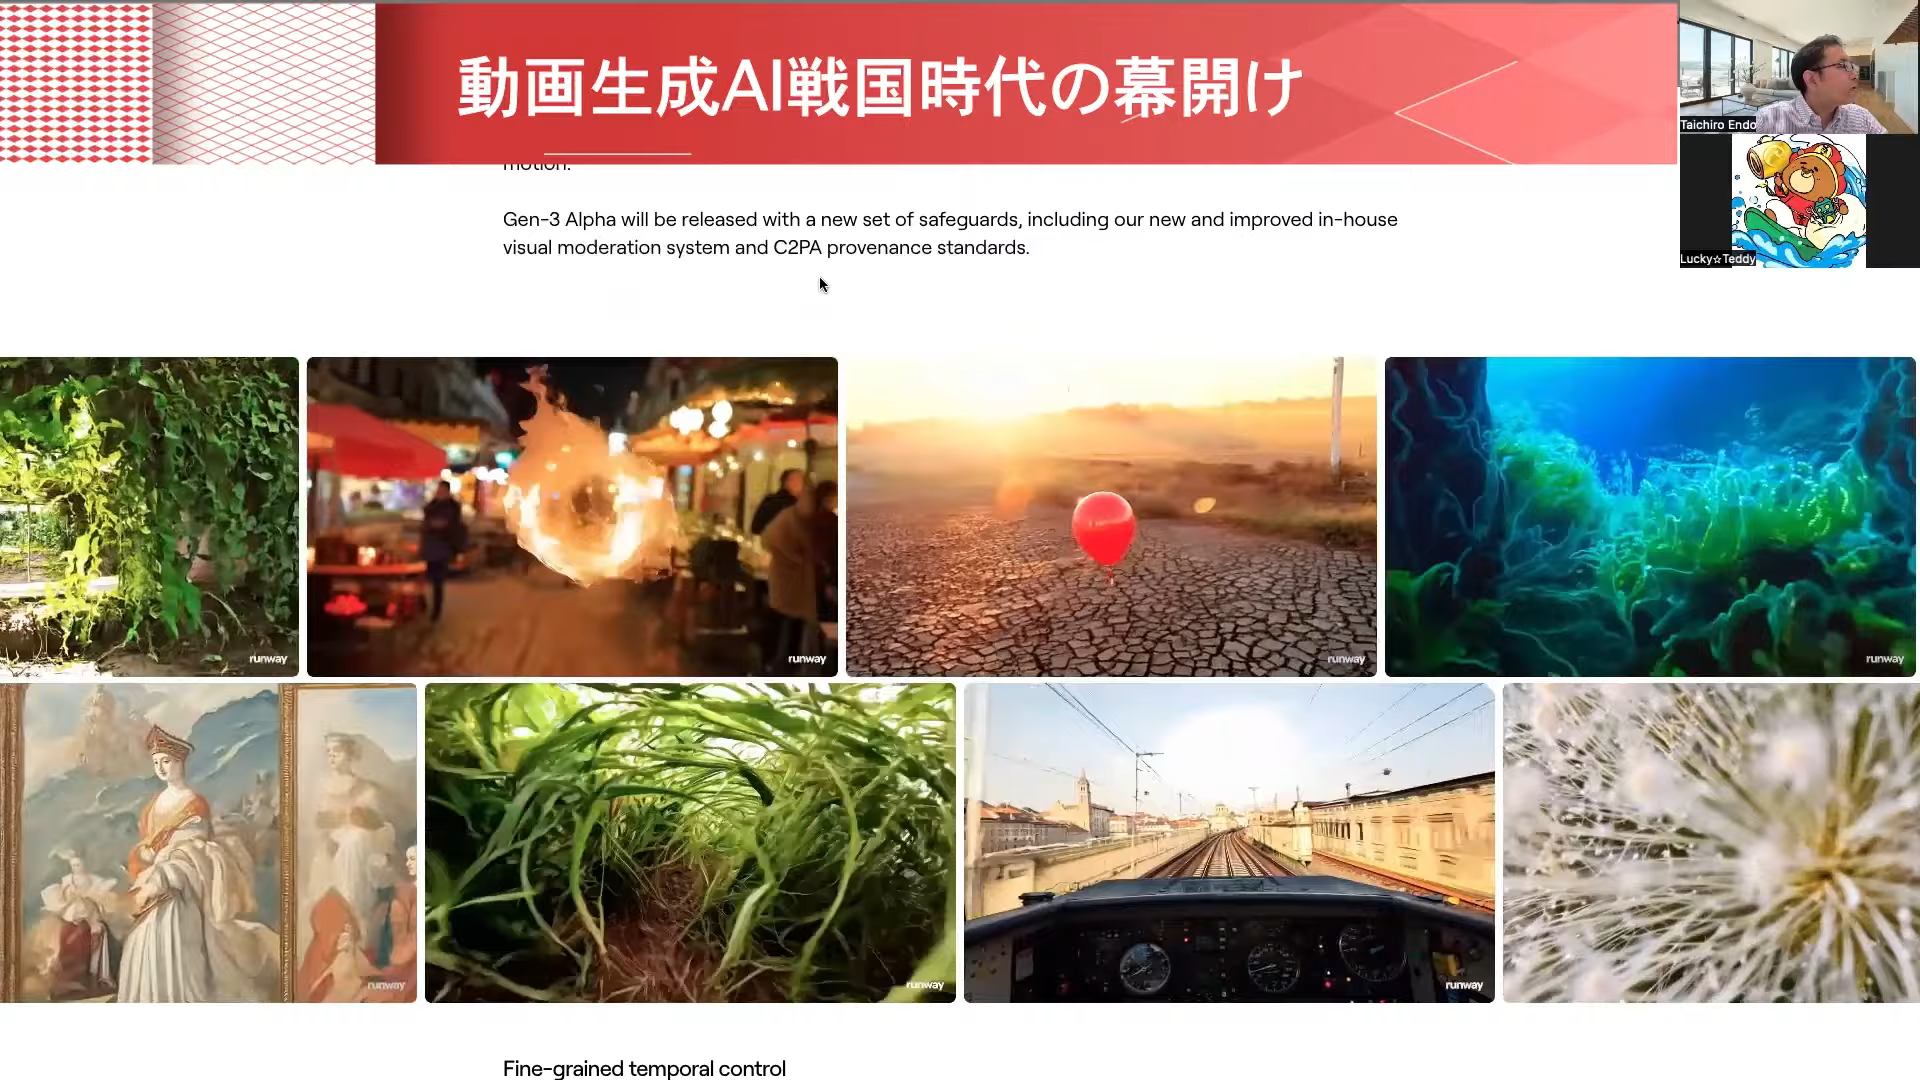 動画生成AI戦国時代の幕開け
Taichiro Endo
Lucky☆Teddy
motion.
Gen-3 Alpha will be released with a new set of safeguards, including our new and improved in-house
visual moderation system and C2PA provenance standards.
runway
runway
runway
runway
runway
runway
runway
Fine-grained temporal control